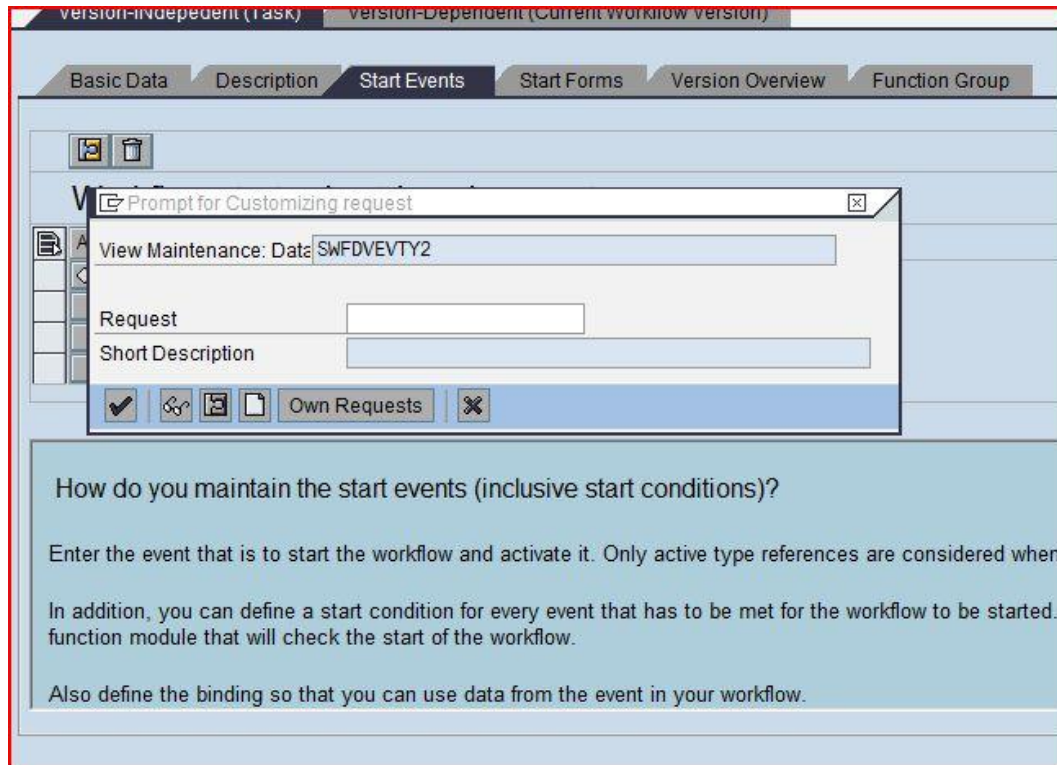 Version-INdepedent (Task) Version-Dependent (Current Workflow Version)
Basic Data Description Start Events Start Forms Version Overview Function Group
Prompt for Customizing request
View Maintenance: Data SWFDVEVTY2
Request
Short Description
Own Requests
How do you maintain the start events (inclusive start conditions)?
Enter the event that is to start the workflow and activate it. Only active type references are considered when
In addition, you can define a start condition for every event that has to be met for the workflow to be started.
function module that will check the start of the workflow.
Also define the binding so that you can use data from the event in your workflow.